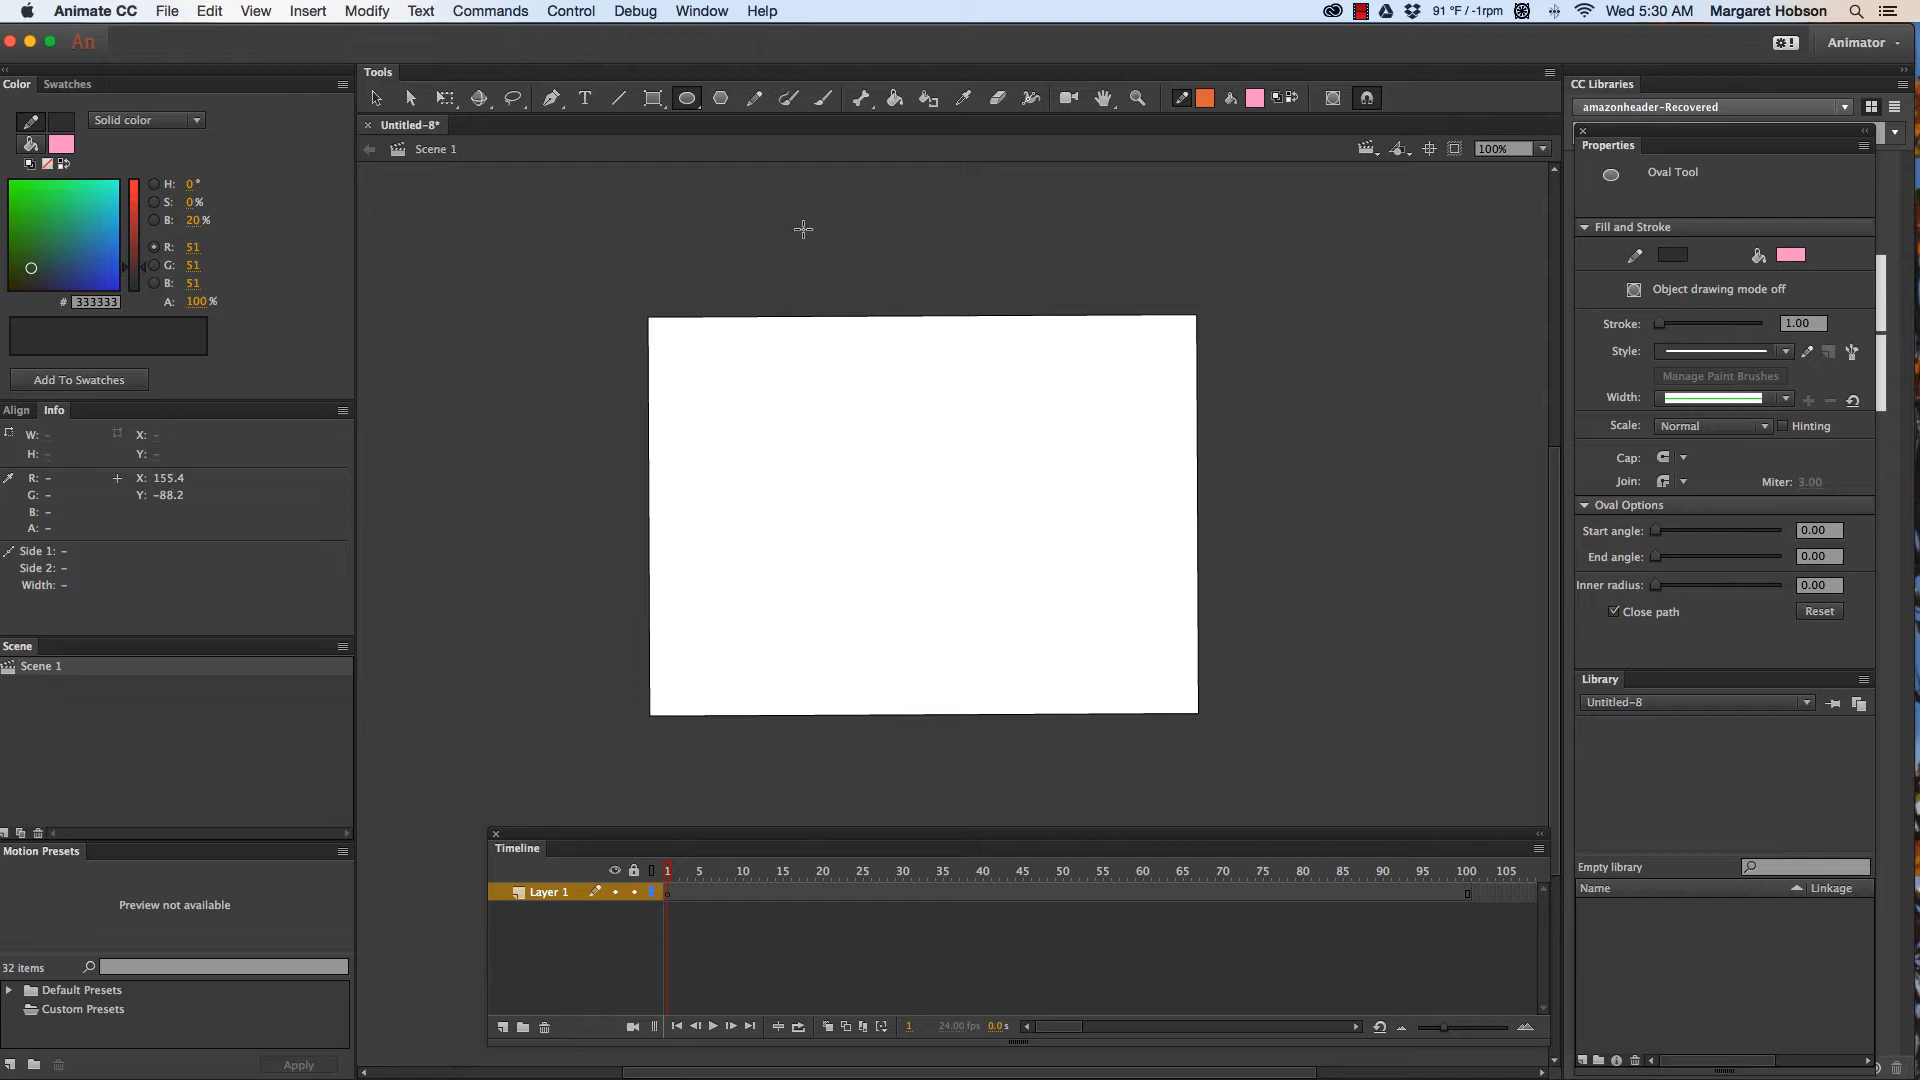 Animate CC File Edit View Insert Modify Text Commands Control Debug Window Help 91 °F / -1rpm Wed 5:30 AM Margaret Hobson
An Animator
Color Swatches
Tools
CC Libraries
Untitled-8*
Scene 1
100%
amazonheader-Recovered
Solid color
H: 0 °
S: 0 %
B: 20 %
R: 51
G: 51
B: 51
# 333333
A: 100 %
Add To Swatches
Align Info
W: - X: -
H: - Y: -
R: - + X: 155.4
G: - Y: -88.2
B: -
A: -
Side 1: -
Side 2: -
Width: -
Scene
Scene 1
Motion Presets
Preview not available
32 items
Default Presets
Custom Presets
Apply
Properties
Oval Tool
Fill and Stroke
Object drawing mode off
Stroke: 1.00
Style:
Manage Paint Brushes
Width:
Scale: Normal Hinting
Cap:
Join: Miter: 3.00
Oval Options
Start angle: 0.00
End angle: 0.00
Inner radius: 0.00
Close path Reset
Library
Untitled-8
Empty library
Name Linkage
Timeline
1 5 10 15 20 25 30 35 40 45 50 55 60 65 70 75 80 85 90 95 100 105
Layer 1
1 24.00 fps 0.0 s